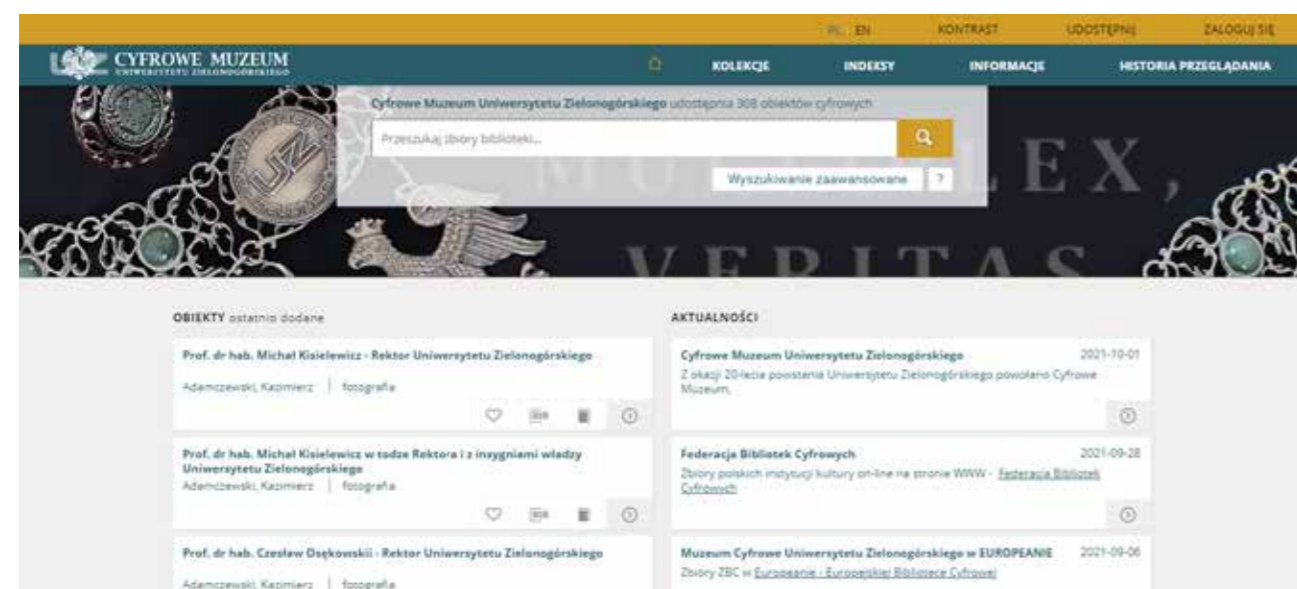 PL EN KONTRAST UDOSTĘPNIJ ZALOGUJ SIĘ
CYFROWE MUZEUM
UNIWERSYTETU ZIELONOGÓRSKIEGO
KOLEKCJE INDEKSY INFORMACJE HISTORIA PRZEGLĄDANIA
Cyfrowe Muzeum Uniwersytetu Zielonogórskiego udostępnia 308 obiektów cyfrowych
Przeszukaj zbiory biblioteki...
Wyszukiwanie zaawansowane ?
LEX,
VERITAS
UZ
OBIEKTY ostatnio dodane
Prof. dr hab. Michał Kisielewicz - Rektor Uniwersytetu Zielonogórskiego
Adamczewski, Kazimierz | fotografia
Prof. dr hab. Michał Kisielewicz w todze Rektora i z insygniami władzy
Uniwersytetu Zielonogórskiego
Adamczewski, Kazimierz | fotografia
Prof. dr hab. Czesław Osękowskii - Rektor Uniwersytetu Zielonogórskiego
Adamczewski, Kazimierz | fotografia
AKTUALNOŚCI
Cyfrowe Muzeum Uniwersytetu Zielonogórskiego 2021-10-01
Z okazji 20-lecia powstania Uniwersytetu Zielonogórskiego powołano Cyfrowe
Muzeum.
Federacja Bibliotek Cyfrowych 2021-09-28
Zbiory polskich instytucji kultury on-line na stronie WWW - Federacja Bibliotek
Cyfrowych
Muzeum Cyfrowe Uniwersytetu Zielonogórskiego w EUROPEANIE 2021-09-06
Zbiory ZBC w Europeanie - Europejskiej Bibliotece Cyfrowej